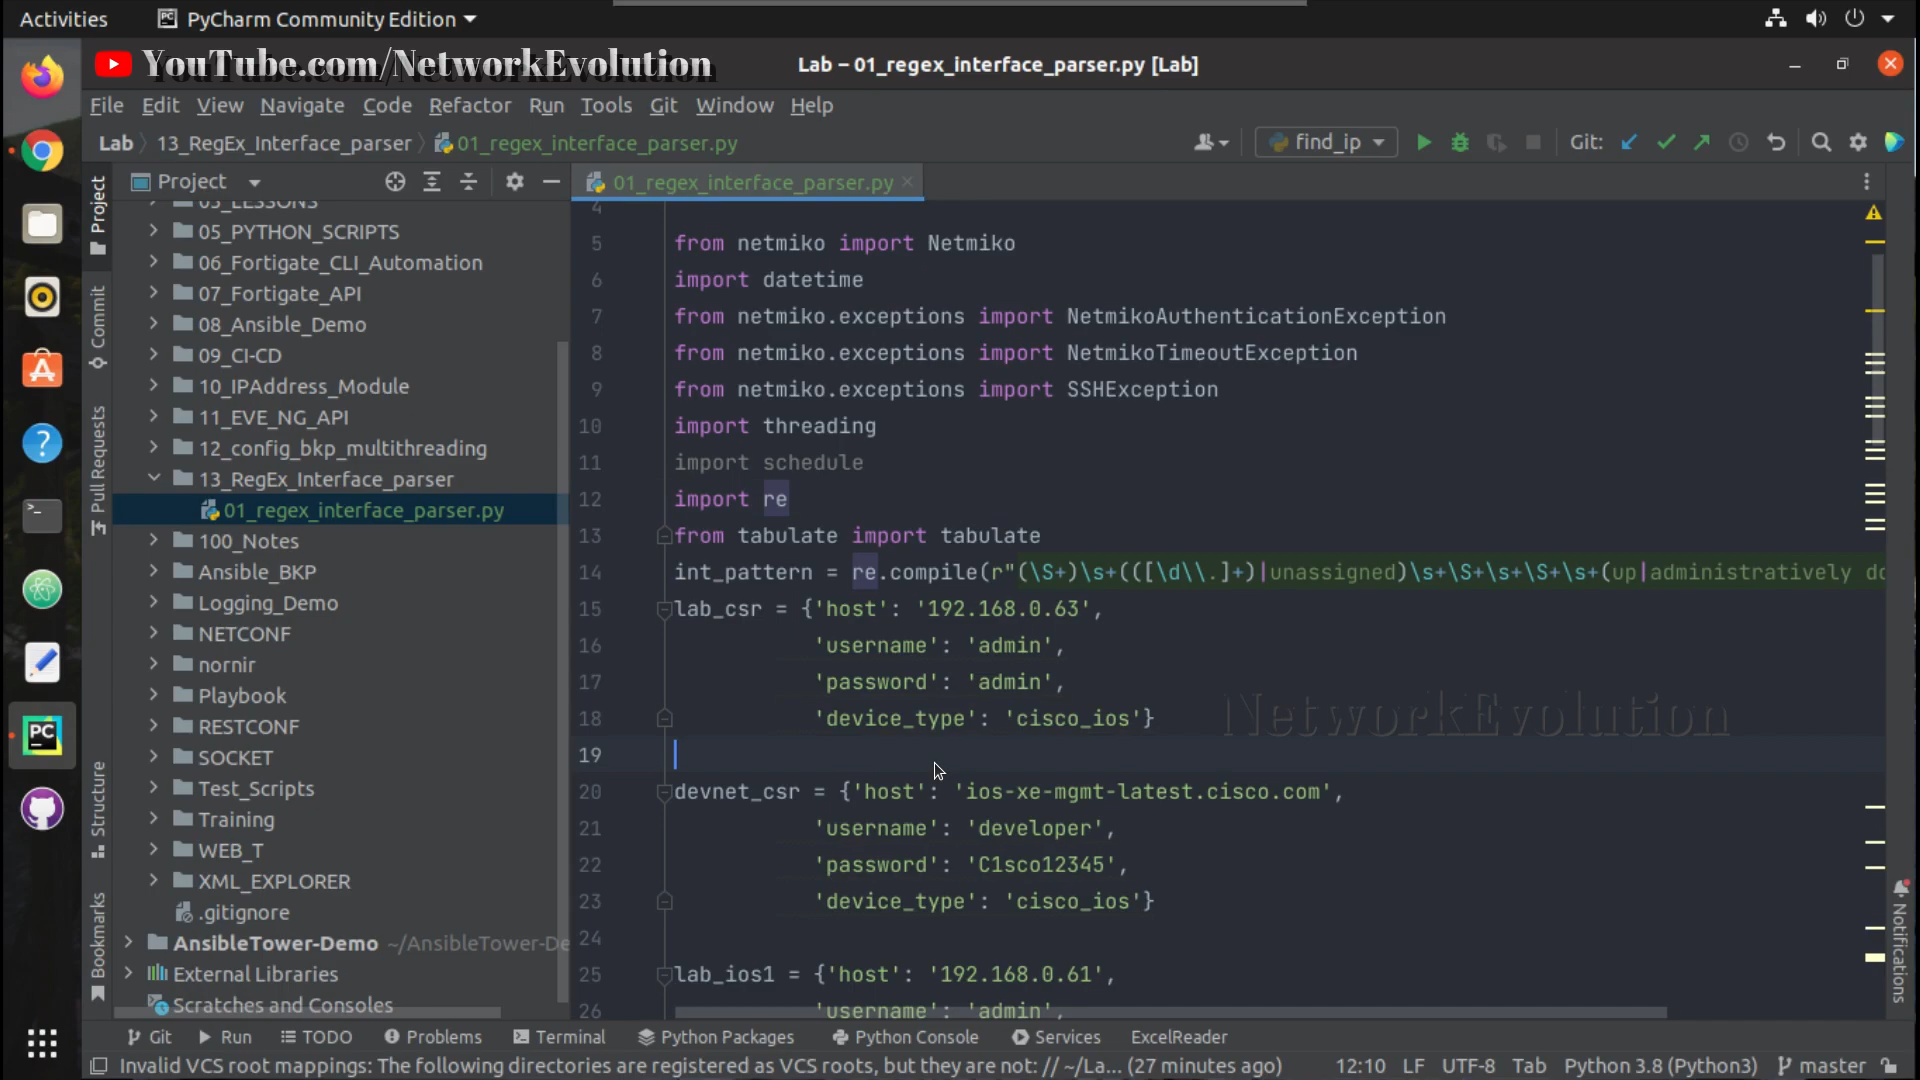 Activities
PyCharm Community Edition
YouTube.com/NetworkEvolution
Lab – 01_regex_interface_parser.py [Lab]
File Edit View Navigate Code Refactor Run Tools Git Window Help
Lab 13_RegEx_Interface_parser 01_regex_interface_parser.py
find_ip
Git:
Project
01_regex_interface_parser.py
Project
Commit
Pull Requests
Structure
Bookmarks
05_LESSONS
05_PYTHON_SCRIPTS
06_Fortigate_CLI_Automation
07_Fortigate_API
08_Ansible_Demo
09_CI-CD
10_IPAddress_Module
11_EVE_NG_API
12_config_bkp_multithreading
13_RegEx_Interface_parser
01_regex_interface_parser.py
100_Notes
Ansible_BKP
Logging_Demo
NETCONF
nornir
Playbook
RESTCONF
SOCKET
Test_Scripts
Training
WEB_T
XML_EXPLORER
.gitignore
AnsibleTower-Demo ~/AnsibleTower-De
External Libraries
Scratches and Consoles
4
5 from netmiko import Netmiko
6 import datetime
7 from netmiko.exceptions import NetmikoAuthenticationException
8 from netmiko.exceptions import NetmikoTimeoutException
9 from netmiko.exceptions import SSHException
10 import threading
11 import schedule
12 import re
13 from tabulate import tabulate
14 int_pattern = re.compile(r"(\S+)\s+(([\d\\.]+)|unassigned)\s+\S+\s+\S+\s+(up|administratively do
15 lab_csr = {'host': '192.168.0.63',
16 'username': 'admin',
17 'password': 'admin',
18 'device_type': 'cisco_ios'}
19
20 devnet_csr = {'host': 'ios-xe-mgmt-latest.cisco.com',
21 'username': 'developer',
22 'password': 'C1sco12345',
23 'device_type': 'cisco_ios'}
24
25 lab_ios1 = {'host': '192.168.0.61',
26 'username': 'admin',
NetworkEvolution
Notifications
Git Run TODO Problems Terminal Python Packages Python Console Services ExcelReader
Invalid VCS root mappings: The following directories are registered as VCS roots, but they are not: // ~/La... (27 minutes ago) 12:10 LF UTF-8 Tab Python 3.8 (Python3) master